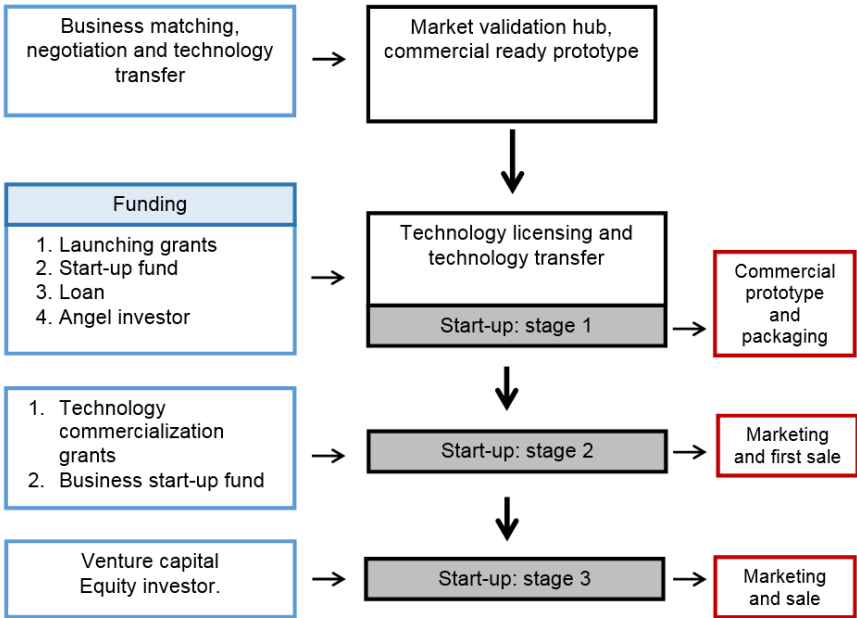 Business matching,
negotiation and technology
transfer
Market validation hub,
commercial ready prototype
Funding
1. Launching grants
2. Start-up fund
3. Loan
4. Angel investor
Technology licensing and
technology transfer
Start-up: stage 1
Commercial
prototype
and
packaging
1. Technology
commercialization
grants
2. Business start-up fund
Start-up: stage 2
Marketing
and first sale
Venture capital
Equity investor.
Start-up: stage 3
Marketing
and sale